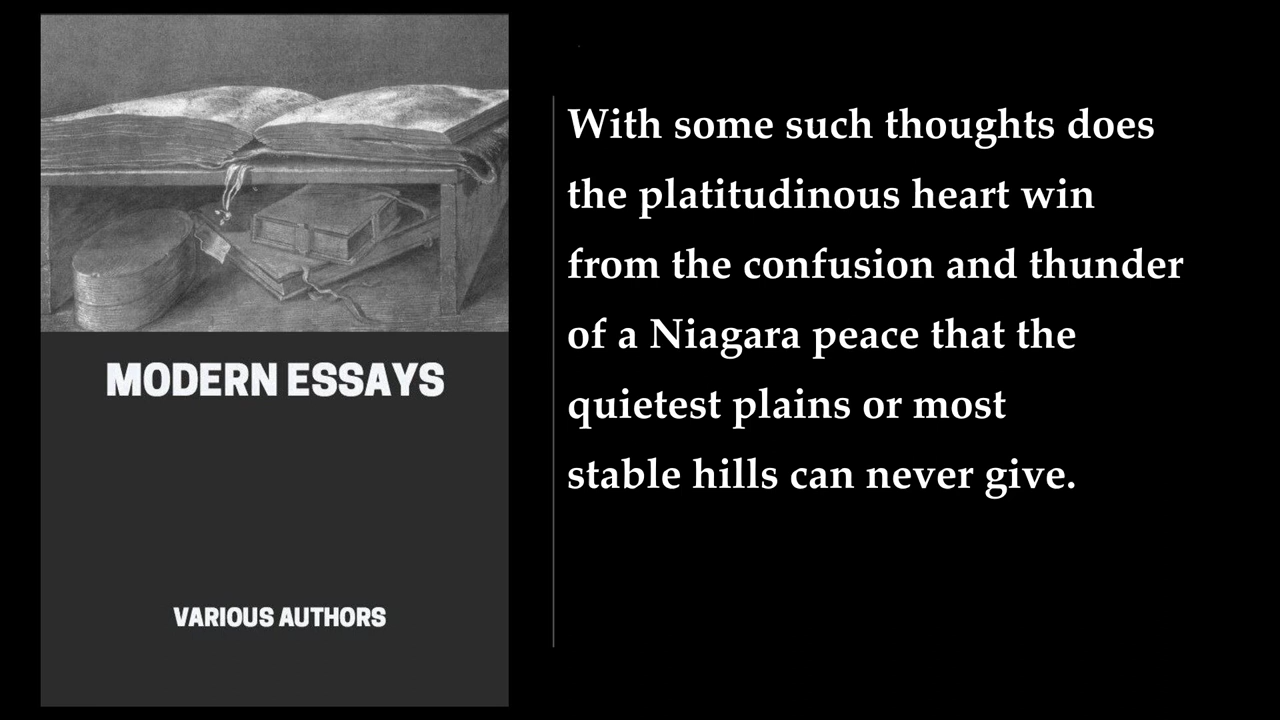 MODERN ESSAYS
VARIOUS AUTHORS
With some such thoughts does
the platitudinous heart win
from the confusion and thunder
of a Niagara peace that the
quietest plains or most
stable hills can never give.